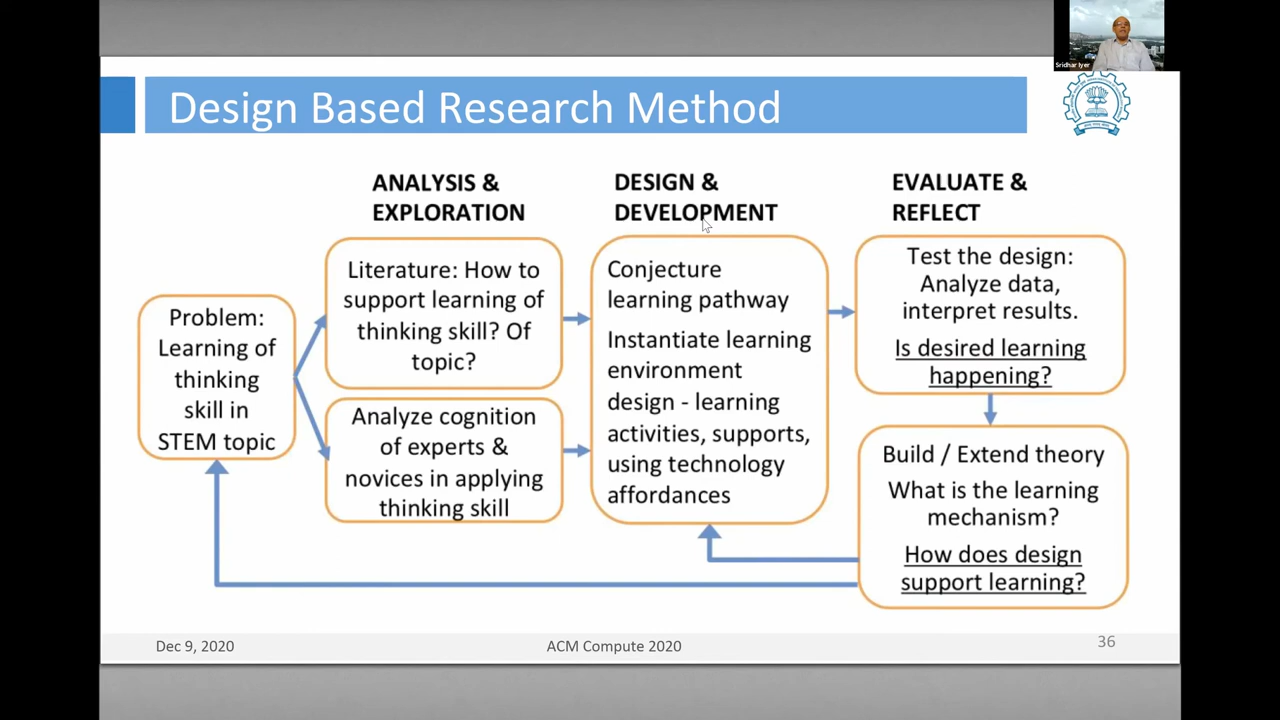 Sridhar Iyer
Design Based Research Method
ANALYSIS &
EXPLORATION
DESIGN &
DEVELOPMENT
EVALUATE &
REFLECT
Problem:
Learning of
thinking
skill in
STEM topic
Literature: How to
support learning of
thinking skill? Of
topic?
Analyze cognition
of experts &
novices in applying
thinking skill
Conjecture
learning pathway
Instantiate learning
environment
design - learning
activities, supports,
using technology
affordances
Test the design:
Analyze data,
interpret results.
Is desired learning
happening?
Build / Extend theory
What is the learning
mechanism?
How does design
support learning?
Dec 9, 2020
ACM Compute 2020
36